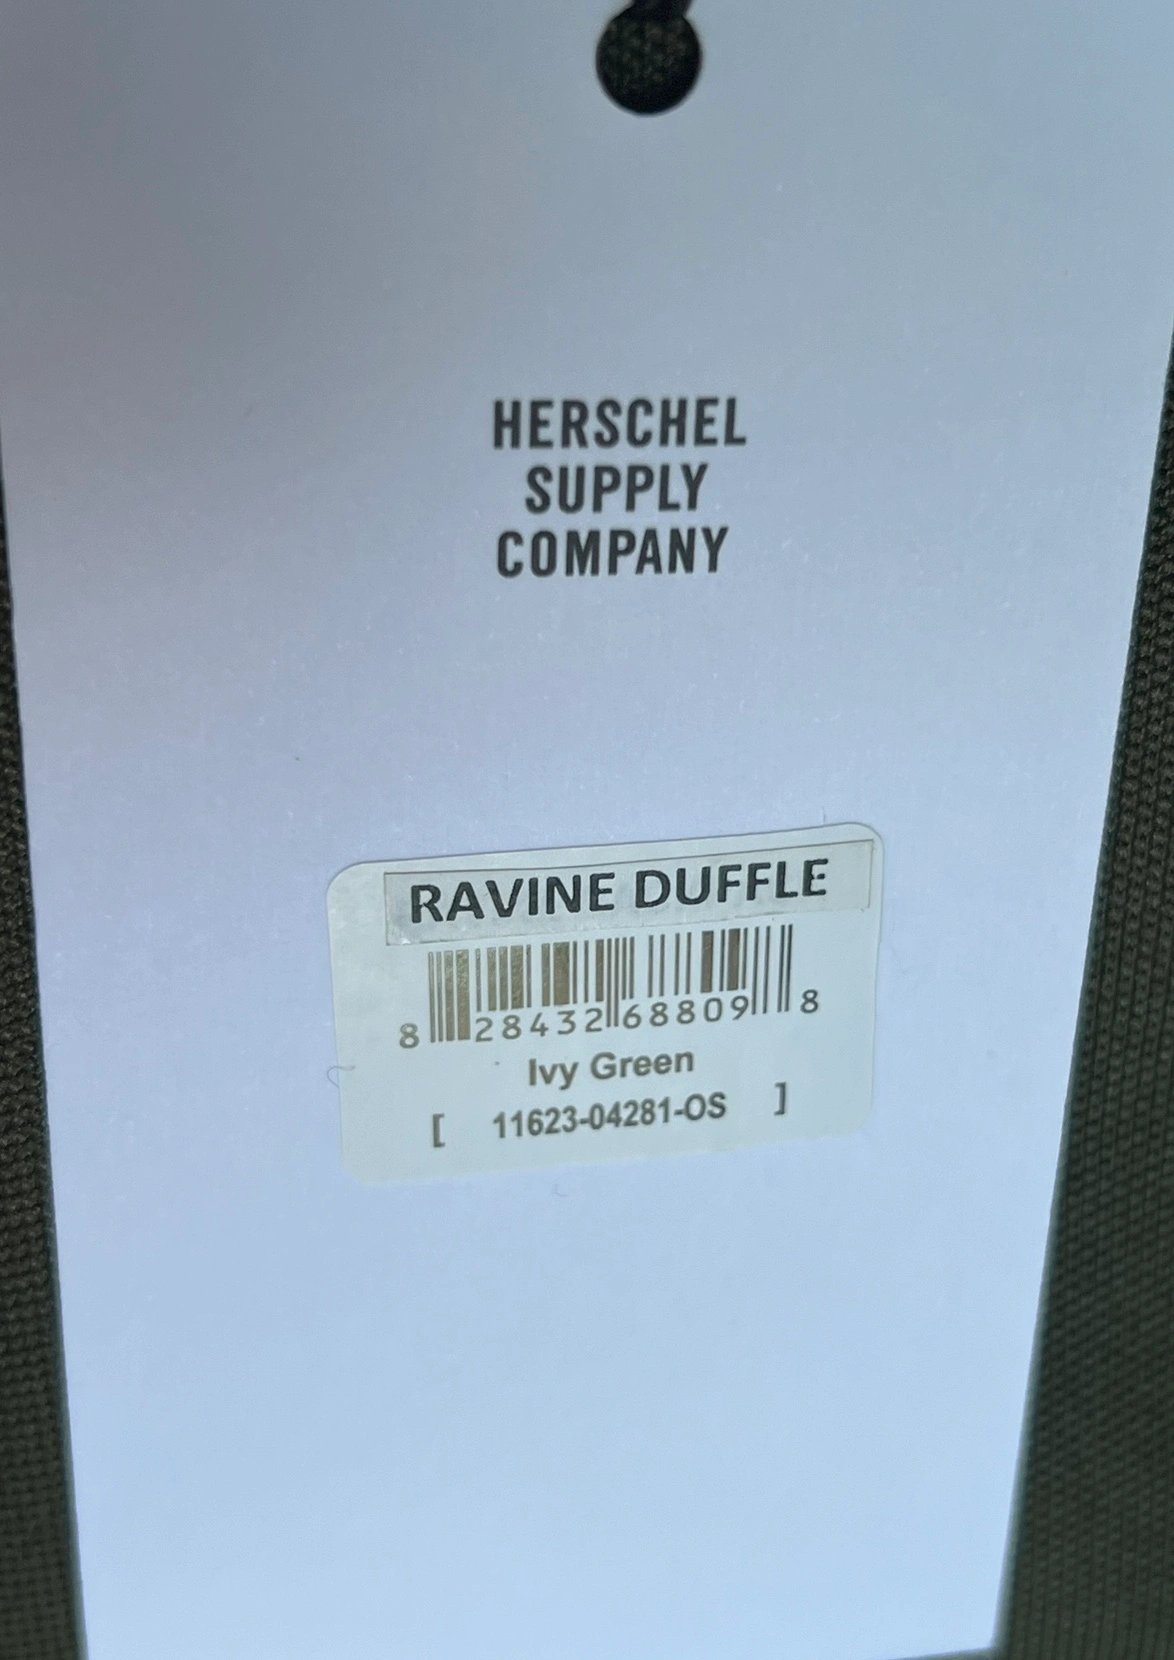 HERSCHEL
SUPPLY
COMPANY
RAVINE DUFFLE
8 28432 68809 8
Ivy Green
[ 11623-04281-OS ]